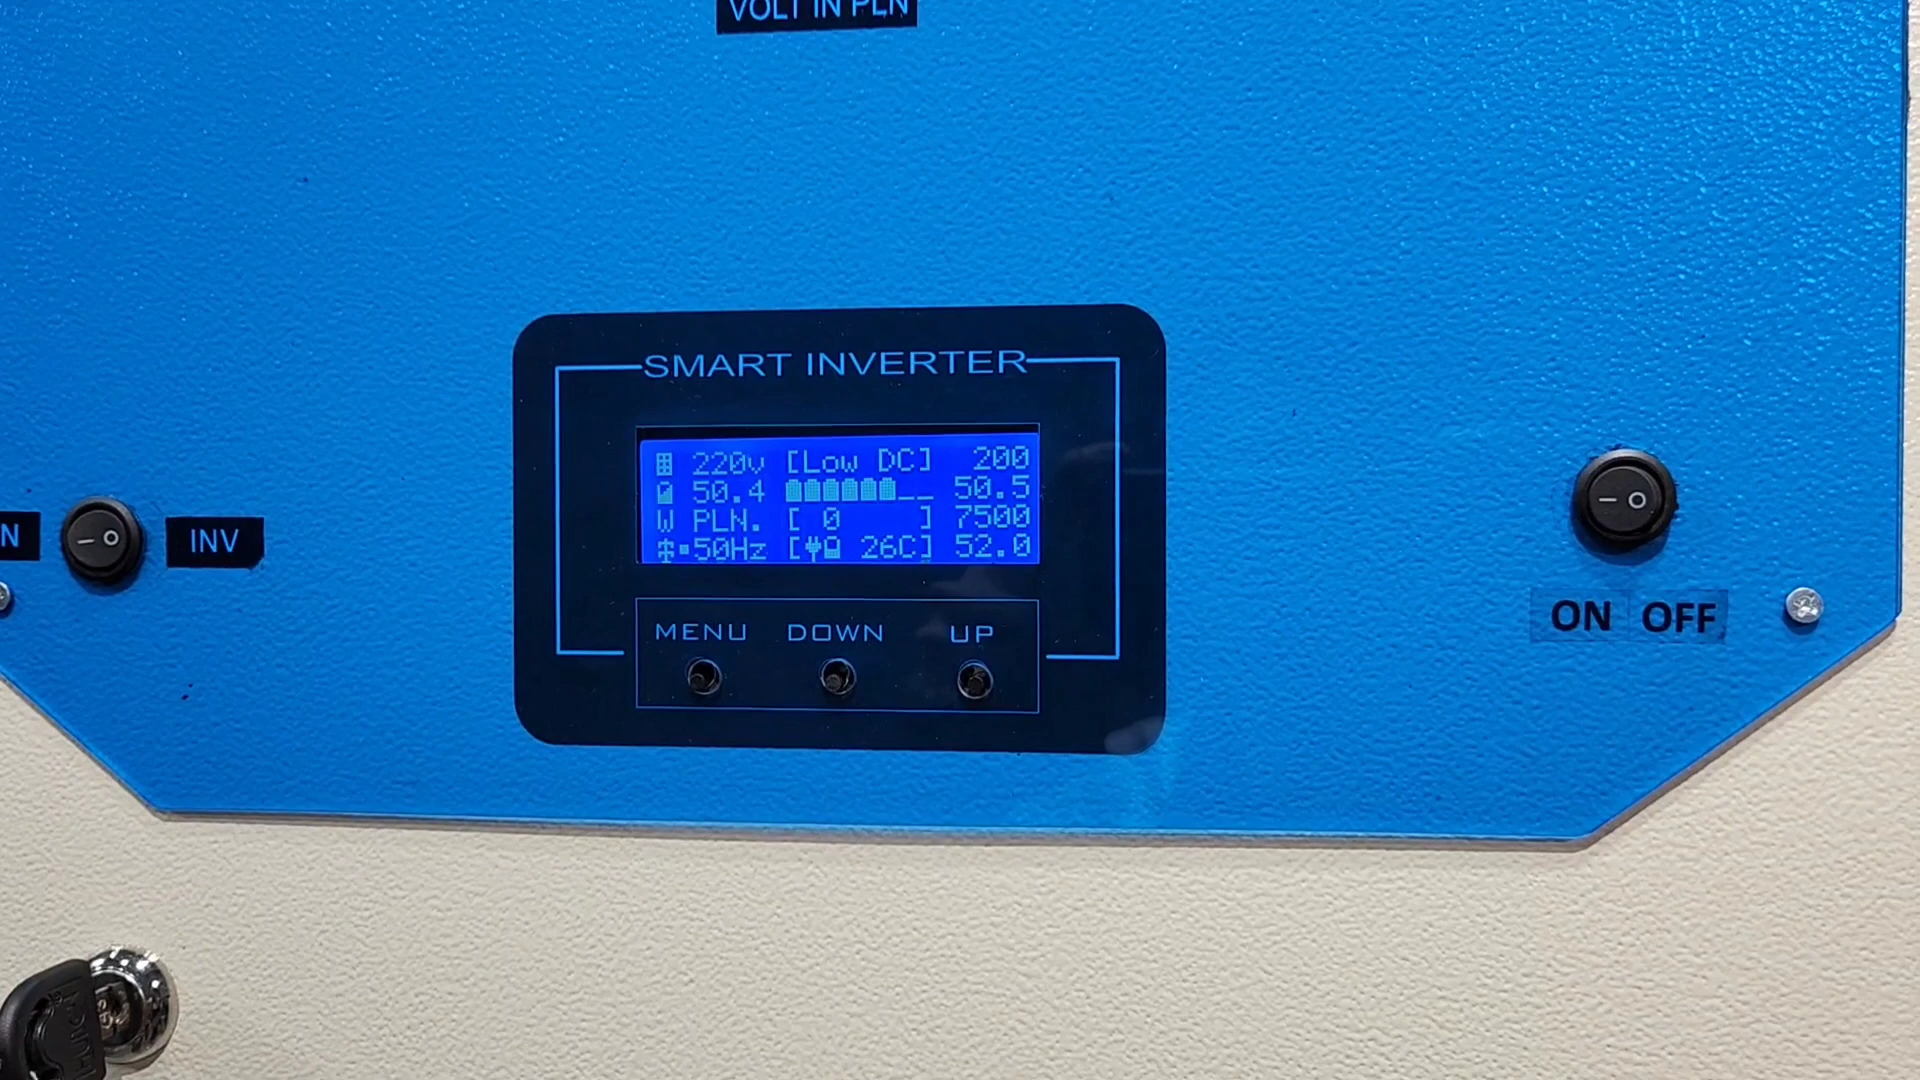 VOLT IN PLN
SMART INVERTER
220v [Low DC] 200
50.4 __ 50.5
W PLN. [ 0 ] 7500
50Hz [ 26C] 52.0
MENU DOWN UP
N
INV
ON OFF